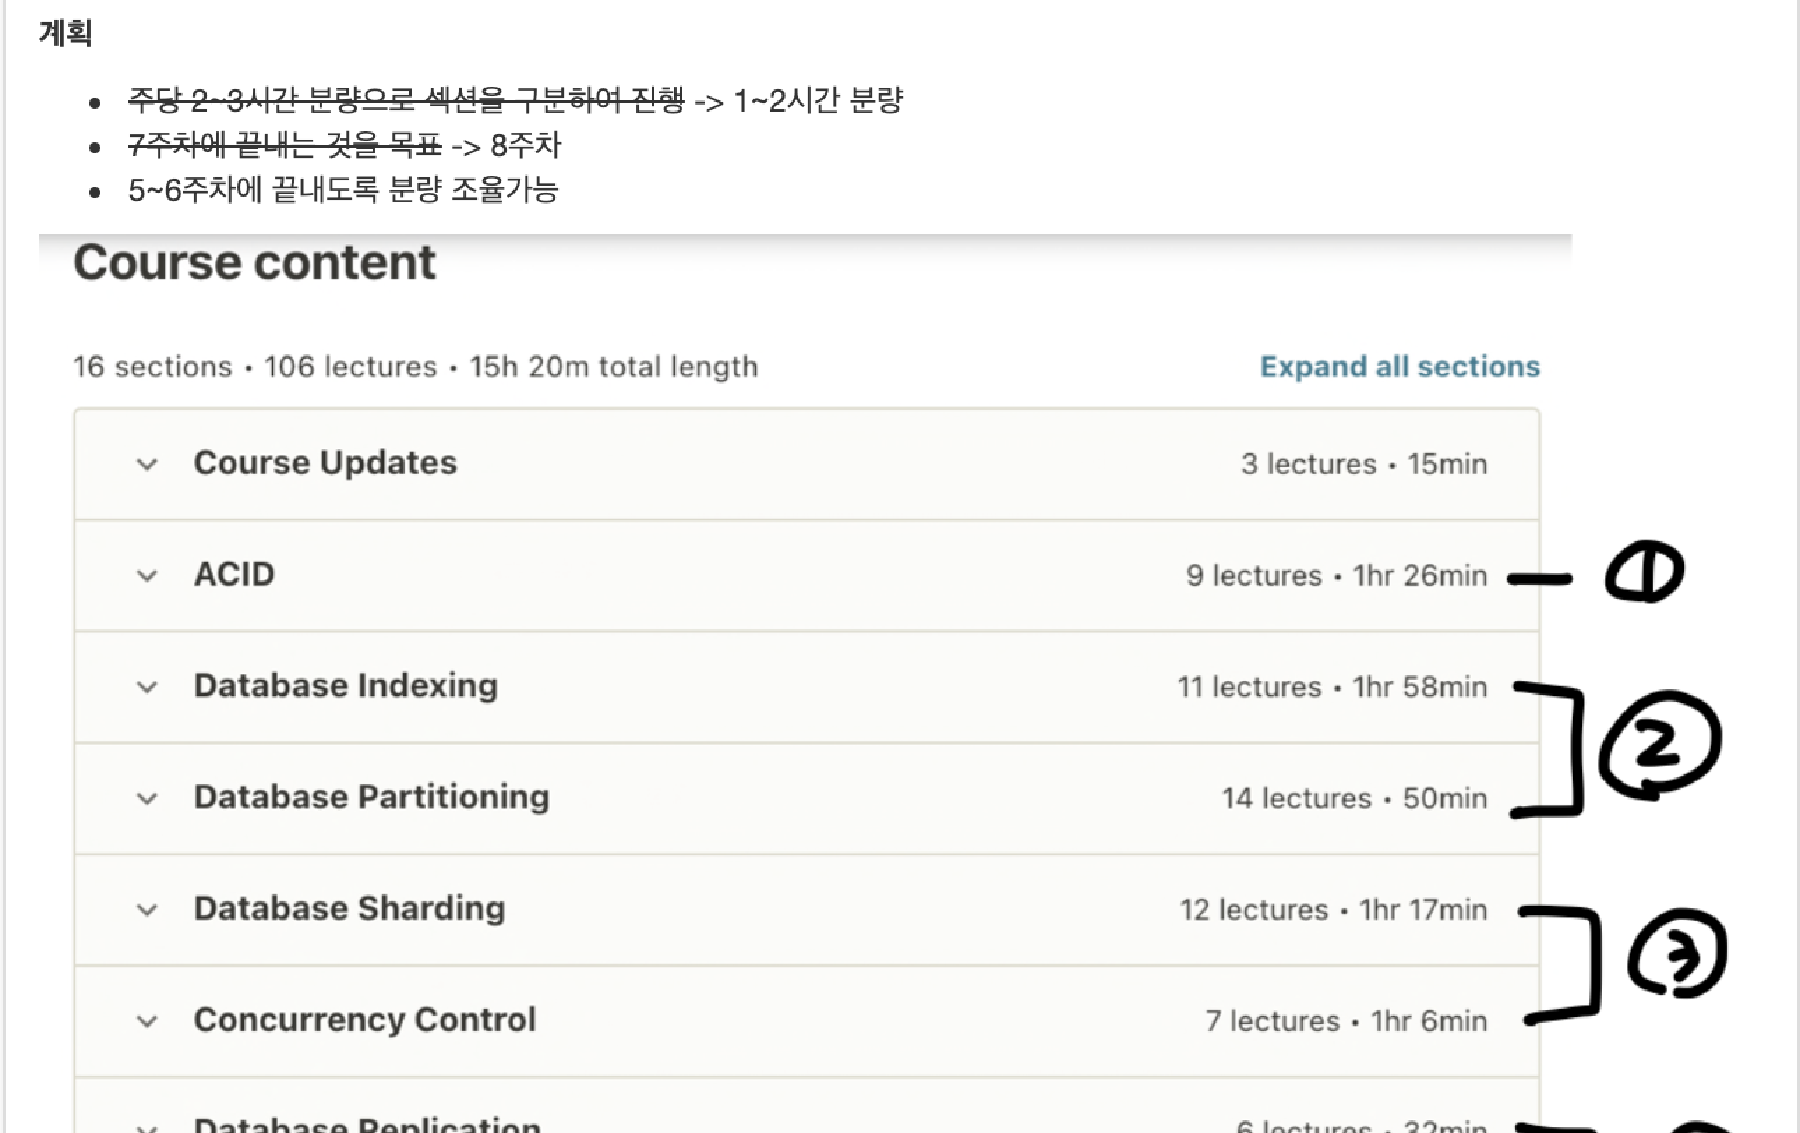 계획
주당 2~3시간 분량으로 섹션을 구분하여 진행 -> 1~2시간 분량
7주차에 끝내는 것을 목표 -> 8주차
5~6주차에 끝내도록 분량 조율가능
Course content
16 sections • 106 lectures • 15h 20m total length Expand all sections
Course Updates 3 lectures • 15min
ACID 9 lectures • 1hr 26min ①
Database Indexing 11 lectures • 1hr 58min
②
Database Partitioning 14 lectures • 50min
Database Sharding 12 lectures • 1hr 17min
③
Concurrency Control 7 lectures • 1hr 6min
Database Replication 6 lectures • 32min